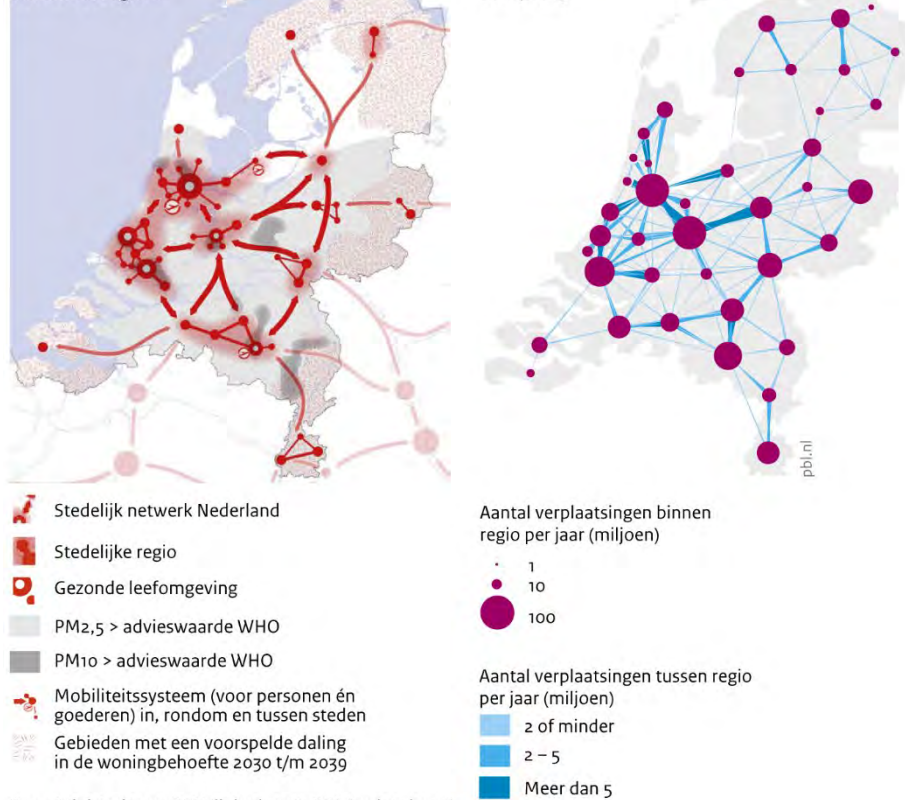 Stedelijk netwerk Nederland
Stedelijke regio
Gezonde leefomgeving
PM2,5 > advieswaarde WHO
PM10 > advieswaarde WHO
Mobiliteitssysteem (voor personen én
goederen) in, rondom en tussen steden
Gebieden met een voorspelde daling
in de woningbehoefte 2030 t/m 2039
pbl.nl
Aantal verplaatsingen binnen
regio per jaar (miljoen)
1
10
100
Aantal verplaatsingen tussen regio
per jaar (miljoen)
2 of minder
2 – 5
Meer dan 5